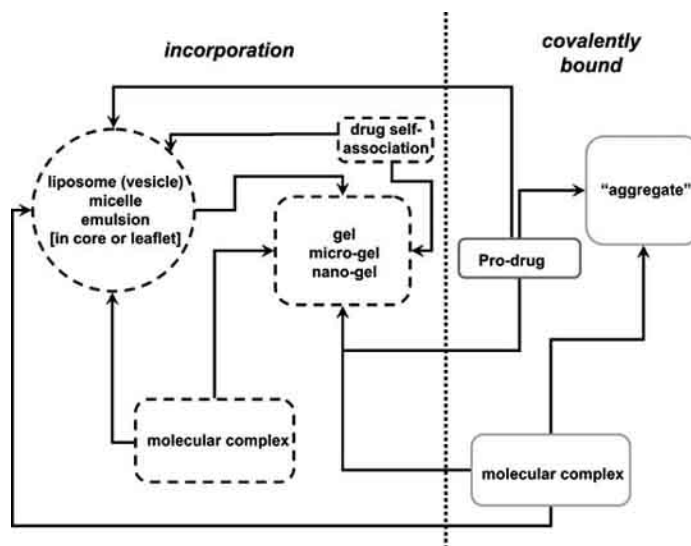 incorporation
covalently
bound
drug self-
association
liposome (vesicle)
micelle
emulsion
[in core or leaflet]
gel
micro-gel
nano-gel
"aggregate"
Pro-drug
molecular complex
molecular complex